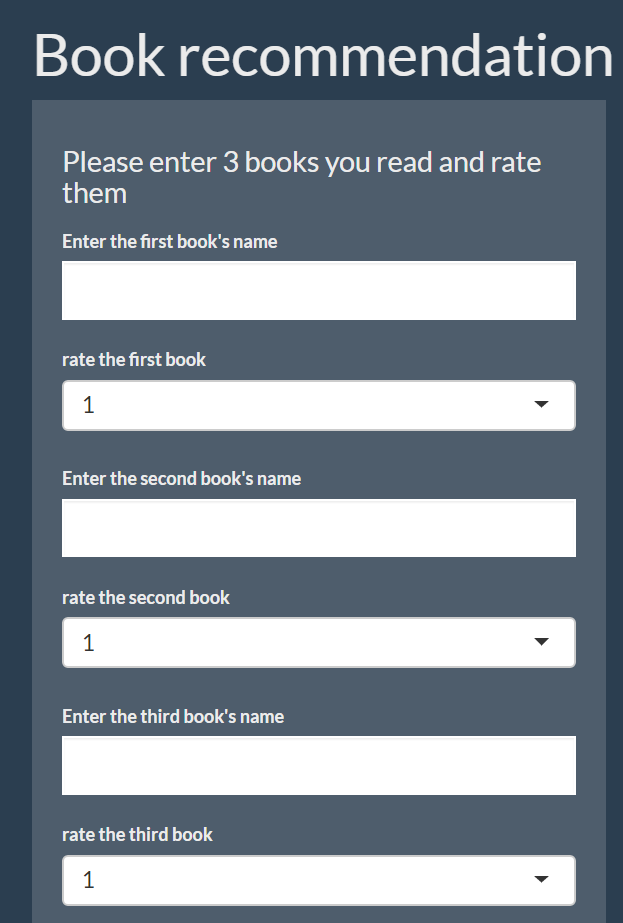 Book recommendation
Please enter 3 books you read and rate
them
Enter the first book's name
rate the first book
1
Enter the second book's name
rate the second book
1
Enter the third book's name
rate the third book
1